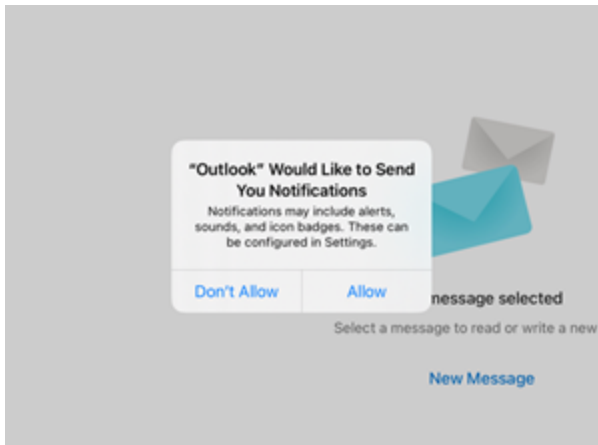 "Outlook" Would Like to Send
You Notifications
Notifications may include alerts,
sounds, and icon badges. These can
be configured in Settings.
Don't Allow
Allow
message selected
Select a message to read or write a new
New Message